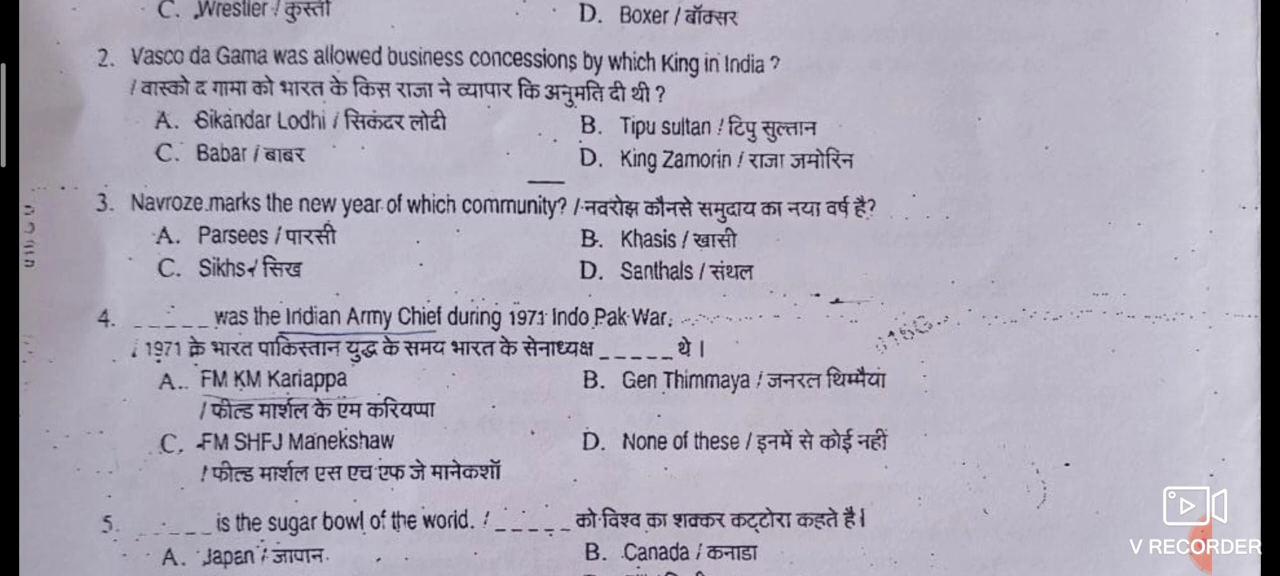 C. Wrestler / कुस्ती D. Boxer / बॉक्सर
2. Vasco da Gama was allowed business concessions by which King in India ?
/ वास्को द गामा को भारत के किस राजा ने व्यापार कि अनुमति दी थी ?
A. Sikandar Lodhi / सिकंदर लोदी B. Tipu sultan / टिपु सुल्तान
C. Babar / बाबर D. King Zamorin / राजा जमोरिन
3. Navroze marks the new year of which community? / नवरोझ कौनसे समुदाय का नया वर्ष है?
A. Parsees / पारसी B. Khasis / खासी
C. Sikhs / सिख D. Santhals / संथल
4. _____ was the Indian Army Chief during 1971 Indo Pak War.
/ 1971 के भारत पाकिस्तान युद्ध के समय भारत के सेनाध्यक्ष _____ थे ।
A. FM KM Kariappa B. Gen Thimmaya / जनरल थिम्मैया
/ फील्ड मार्शल के एम करियप्पा
C. FM SHFJ Manekshaw D. None of these / इनमें से कोई नहीं
/ फील्ड मार्शल एस एच एफ जे मानेकशॉ
5. _____ is the sugar bowl of the world. / _____ को विश्व का शक्कर कट्टोरा कहते है।
A. Japan / जापान B. Canada / कनाडा
V RECORDER